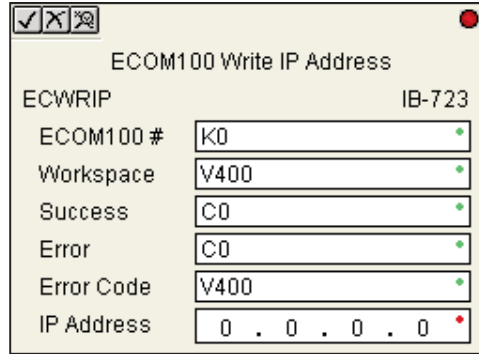 ECOM100 Write IP Address
ECWRIP IB-723
ECOM100 # K0
Workspace V400
Success C0
Error C0
Error Code V400
IP Address 0 . 0 . 0 . 0